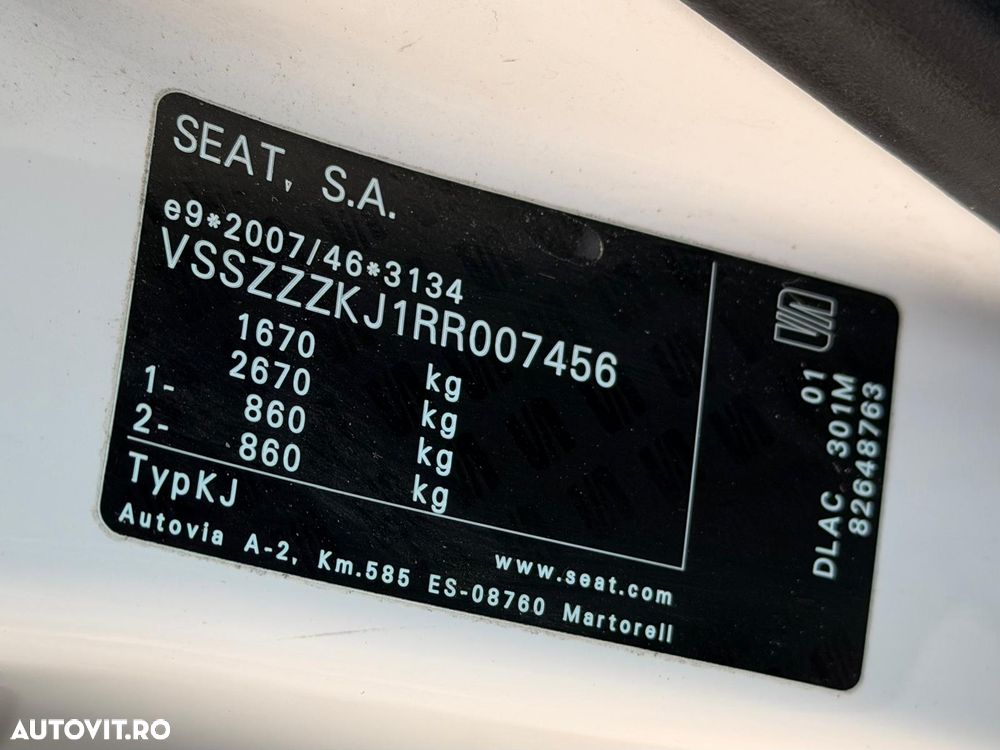 SEAT, S.A.
e9*2007/46*3134
VSSZZZKJ1RR007456
1670 kg
2670 kg
1- 860 kg
2- 860 kg
TypKJ
www.seat.com
Autovia A-2, Km.585 ES-08760 Martorell
DLAC 301M
01
82648763
AUTOVIT.RO